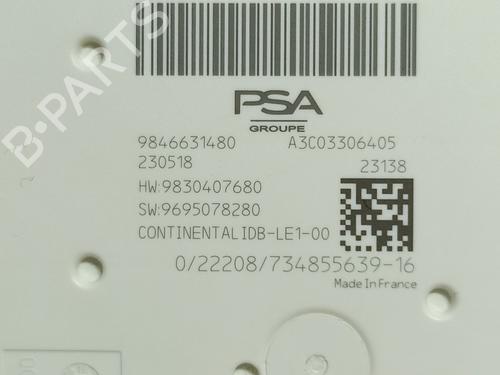 PSA
GROUPE
9846631480 A3C03306405
230518 23138
HW:9830407680
SW:9695078280
CONTINENTAL IDB-LE1-00
0/22208/734855639-16
Made In France
B-PARTS